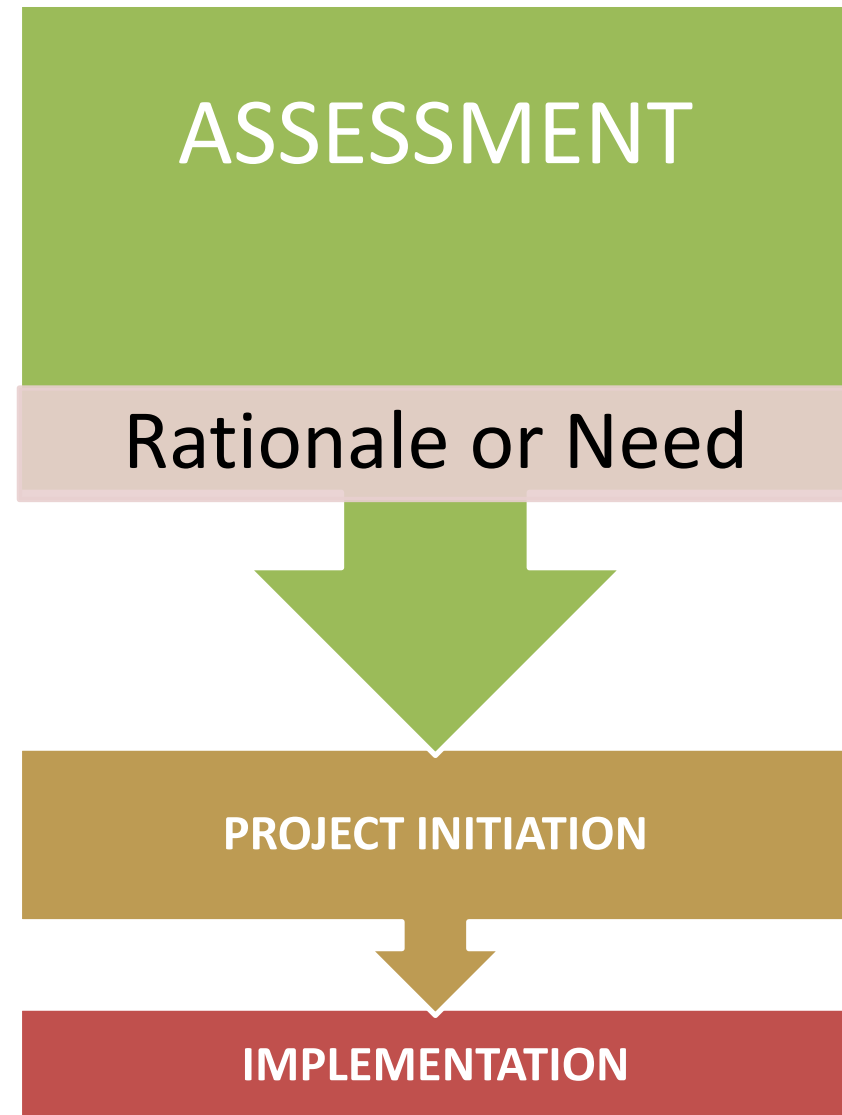 ASSESSMENT
Rationale or Need
PROJECT INITIATION
IMPLEMENTATION